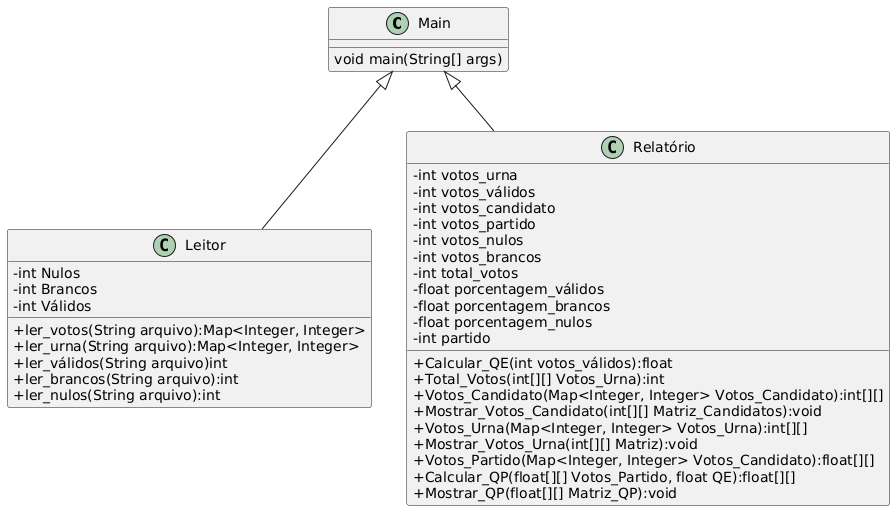 C Main
void main(String[] args)
C Leitor
-int Nulos
-int Brancos
-int Válidos
+ler_votos(String arquivo):Map<Integer, Integer>
+ler_urna(String arquivo):Map<Integer, Integer>
+ler_válidos(String arquivo)int
+ler_brancos(String arquivo):int
+ler_nulos(String arquivo):int
C Relatório
-int votos_urna
-int votos_válidos
-int votos_candidato
-int votos_partido
-int votos_nulos
-int votos_brancos
-int total_votos
-float porcentagem_válidos
-float porcentagem_brancos
-float porcentagem_nulos
-int partido
+Calcular_QE(int votos_válidos):float
+Total_Votos(int[][] Votos_Urna):int
+Votos_Candidato(Map<Integer, Integer> Votos_Candidato):int[][]
+Mostrar_Votos_Candidato(int[][] Matriz_Candidatos):void
+Votos_Urna(Map<Integer, Integer> Votos_Urna):int[][]
+Mostrar_Votos_Urna(int[][] Matriz):void
+Votos_Partido(Map<Integer, Integer> Votos_Candidato):float[][]
+Calcular_QP(float[][] Votos_Partido, float QE):float[][]
+Mostrar_QP(float[][] Matriz_QP):void